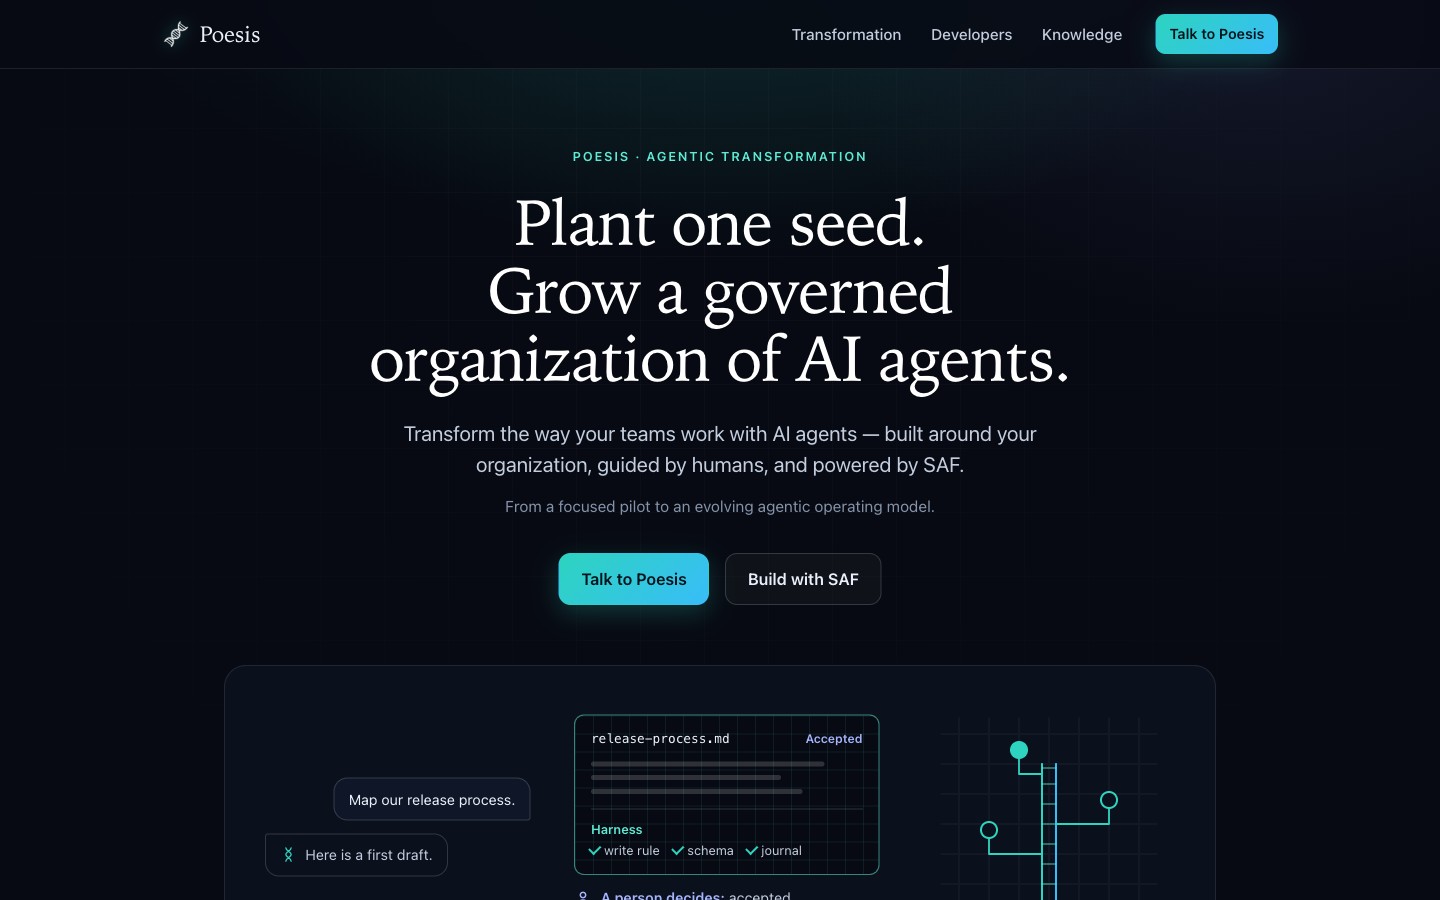 Poesis
Transformation
Developers
Knowledge
Talk to Poesis
POESIS · AGENTIC TRANSFORMATION
Plant one seed.
Grow a governed
organization of AI agents.
Transform the way your teams work with AI agents — built around your
organization, guided by humans, and powered by SAF.
From a focused pilot to an evolving agentic operating model.
Talk to Poesis
Build with SAF
Map our release process.
Here is a first draft.
release-process.md
Accepted
Harness
write rule
schema
journal
A person decides: accepted